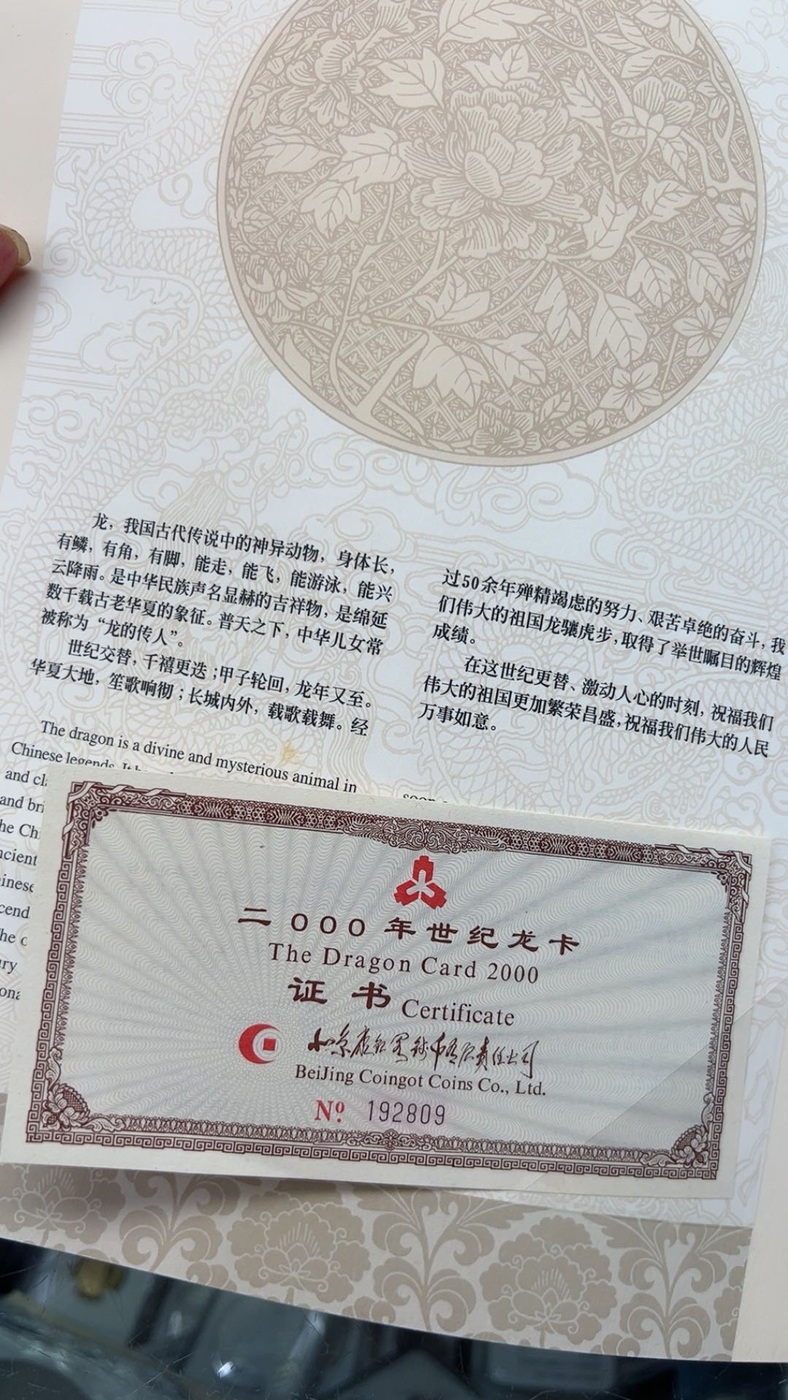 龙，我国古代传说中的神异动物，身体长，
有鳞，有角，有脚，能走，能飞，能游泳，能兴
云降雨。是中华民族声名显赫的吉祥物，是绵延
数千载古老华夏的象征。普天之下，中华儿女常
被称为“龙的传人”。
世纪交替，千禧更迭；甲子轮回，龙年又至。
华夏大地，笙歌响彻；长城内外，载歌载舞。经
过50余年殚精竭虑的努力、艰苦卓绝的奋斗，我
们伟大的祖国龙骧虎步，取得了举世瞩目的辉煌
成绩。
在这世纪更替、激动人心的时刻，祝福我们
伟大的祖国更加繁荣昌盛，祝福我们伟大的人民
万事如意。
The dragon is a divine and mysterious animal in
Chinese legends.
and
and
二000年世纪龙卡
The Dragon Card 2000
证书 Certificate
BeiJing Coingot Coins Co., Ltd.
Nº 192809